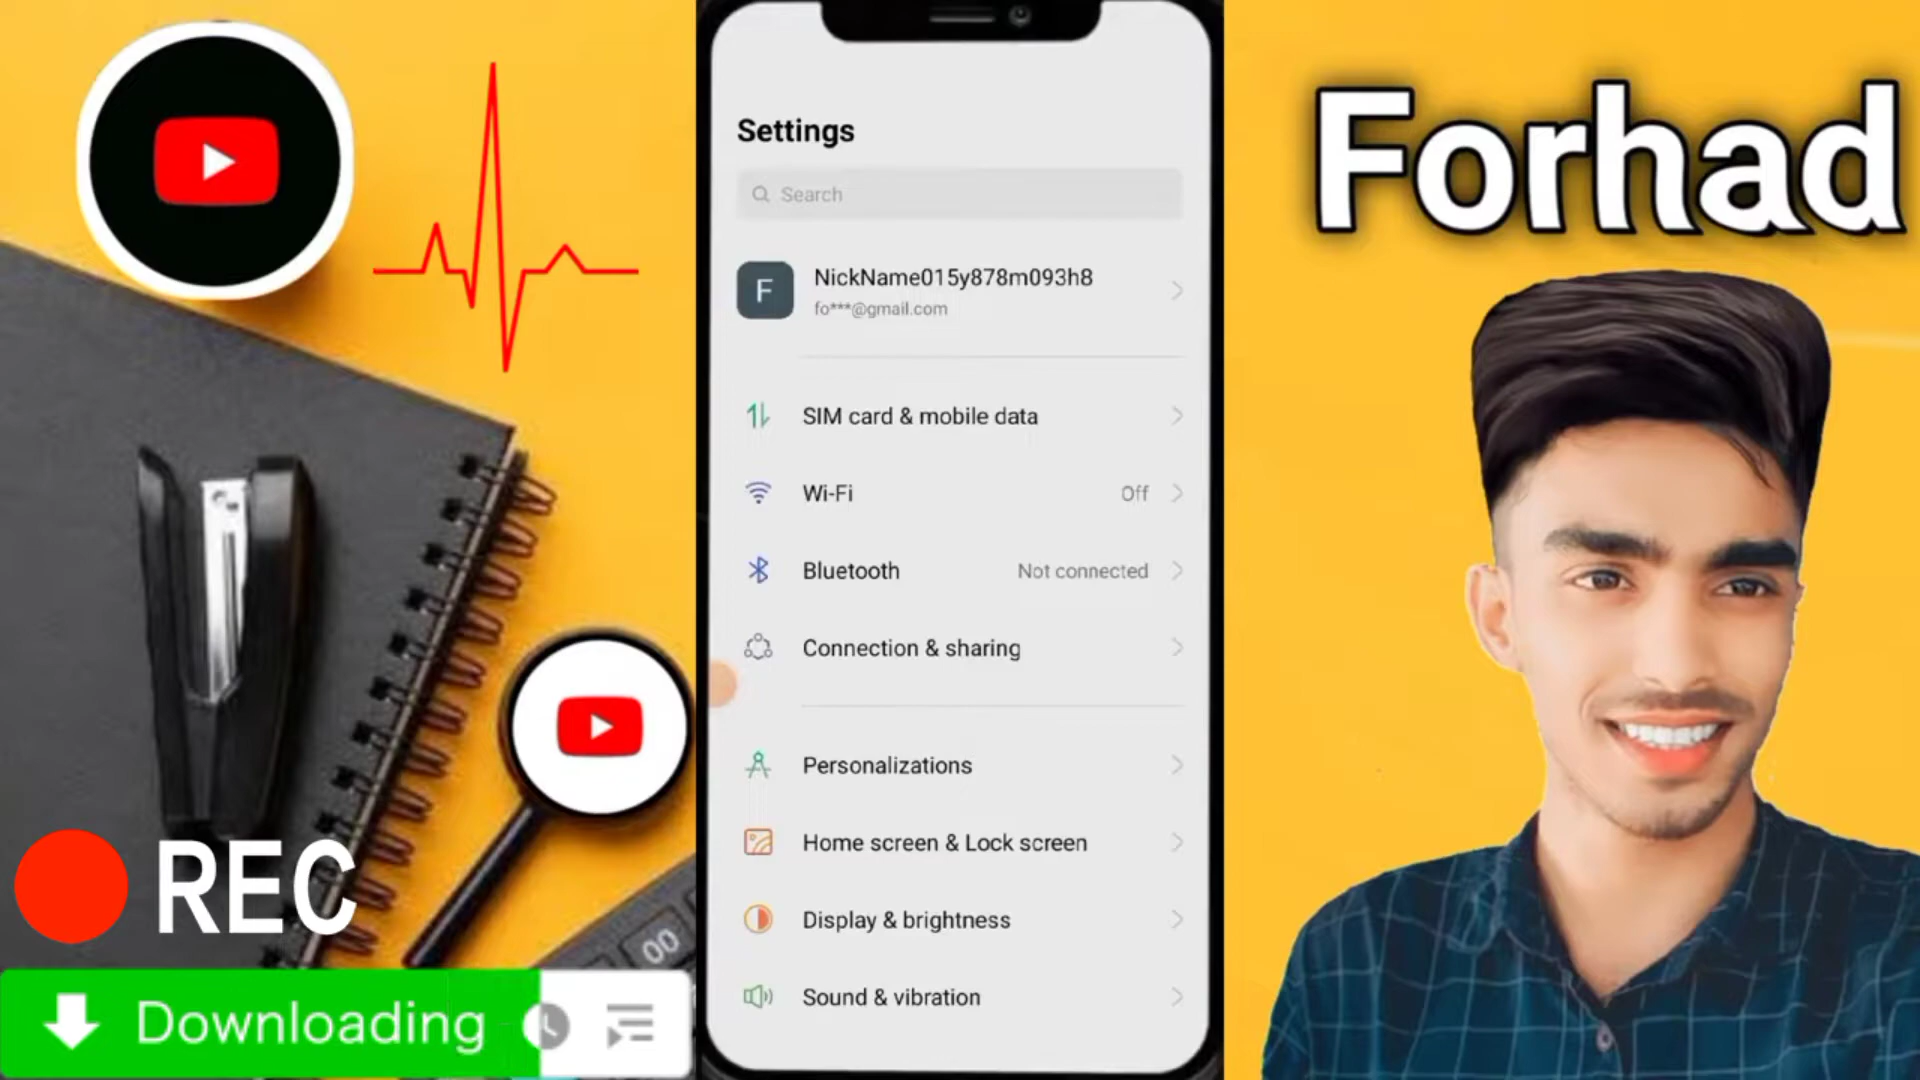 Settings
Search
F
NickName015y878m093h8
fo***@gmail.com
SIM card & mobile data
Wi-Fi Off
Bluetooth Not connected
Connection & sharing
Personalizations
Home screen & Lock screen
Display & brightness
Sound & vibration
REC
Downloading
00
Forhad